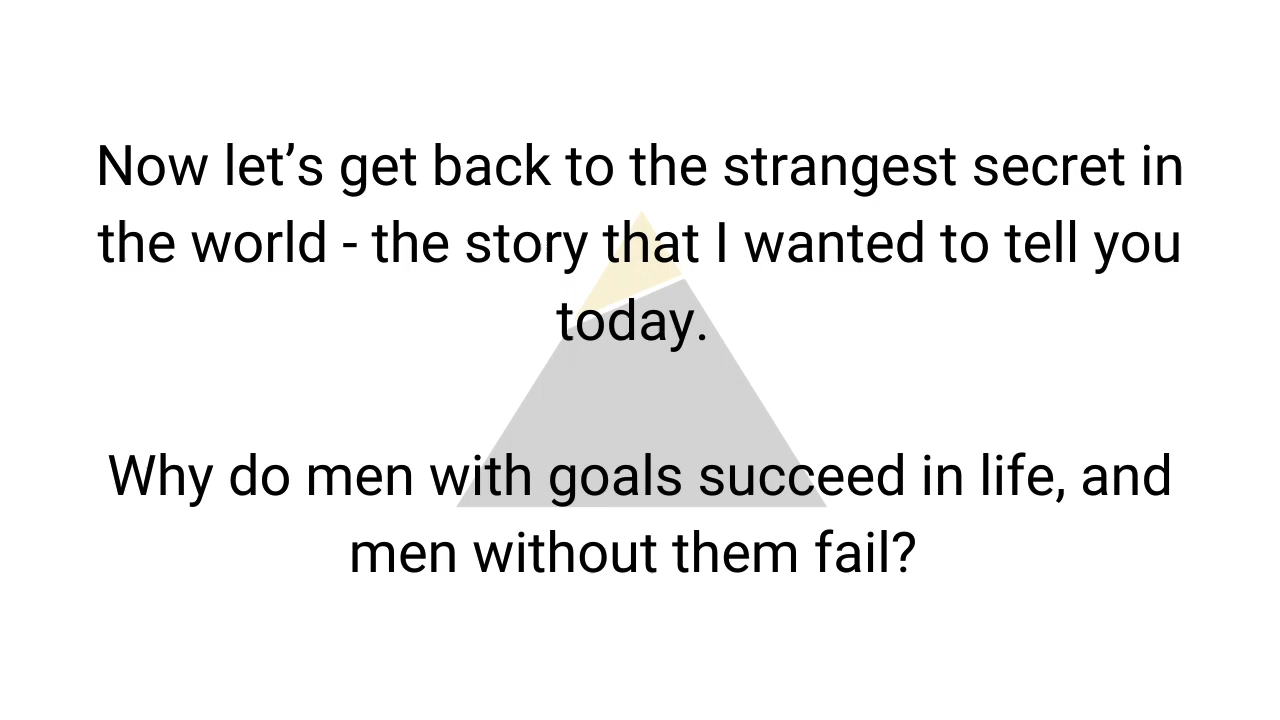 Now let’s get back to the strangest secret in
the world - the story that I wanted to tell you
today.
Why do men with goals succeed in life, and
men without them fail?